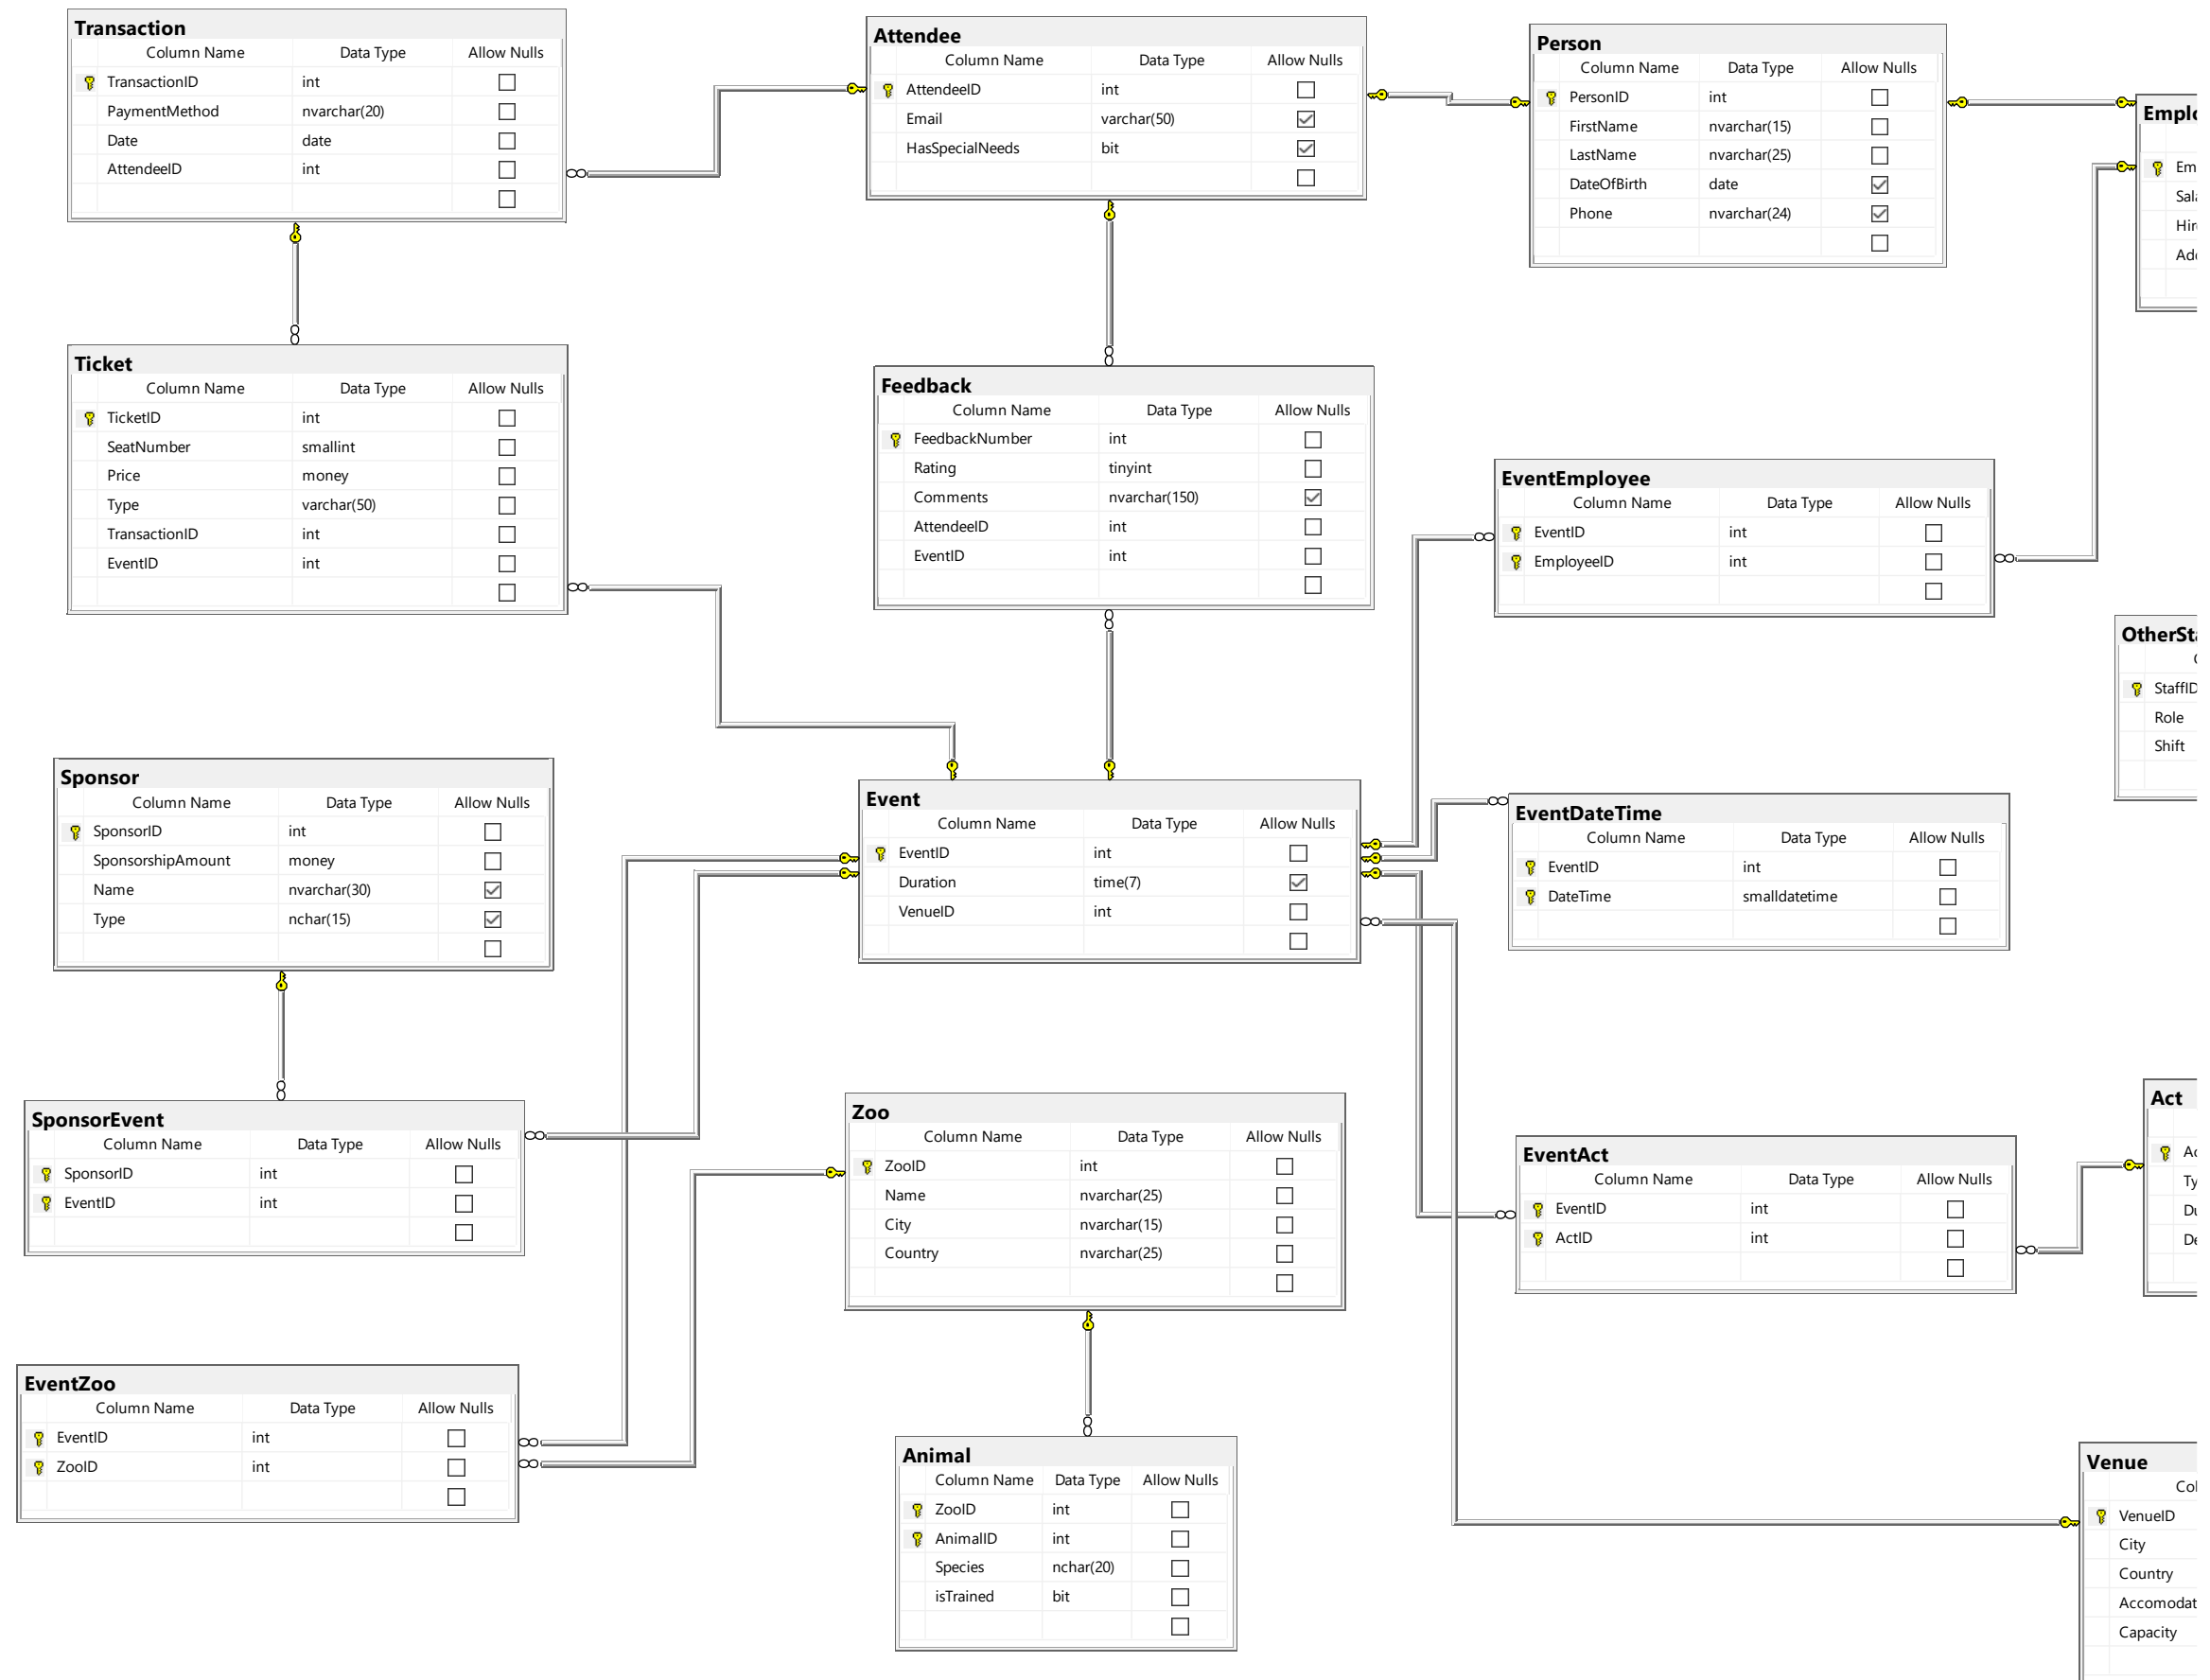 Transaction
Column Name Data Type Allow Nulls
TransactionID int
PaymentMethod nvarchar(20)
Date date
AttendeeID int
Attendee
Column Name Data Type Allow Nulls
AttendeeID int
Email varchar(50)
HasSpecialNeeds bit
Person
Column Name Data Type Allow Nulls
PersonID int
FirstName nvarchar(15)
LastName nvarchar(25)
DateOfBirth date
Phone nvarchar(24)
Ticket
Column Name Data Type Allow Nulls
TicketID int
SeatNumber smallint
Price money
Type varchar(50)
TransactionID int
EventID int
Feedback
Column Name Data Type Allow Nulls
FeedbackNumber int
Rating tinyint
Comments nvarchar(150)
AttendeeID int
EventID int
EventEmployee
Column Name Data Type Allow Nulls
EventID int
EmployeeID int
StaffID
Role
Shift
Sponsor
Column Name Data Type Allow Nulls
SponsorID int
SponsorshipAmount money
Name nvarchar(30)
Type nchar(15)
Event
Column Name Data Type Allow Nulls
EventID int
Duration time(7)
VenueID int
EventDateTime
Column Name Data Type Allow Nulls
EventID int
DateTime smalldatetime
SponsorEvent
Column Name Data Type Allow Nulls
SponsorID int
EventID int
Zoo
Column Name Data Type Allow Nulls
ZooID int
Name nvarchar(25)
City nvarchar(15)
Country nvarchar(25)
EventAct
Column Name Data Type Allow Nulls
EventID int
ActID int
Act
EventZoo
Column Name Data Type Allow Nulls
EventID int
ZooID int
Animal
Column Name Data Type Allow Nulls
ZooID int
AnimalID int
Species nchar(20)
isTrained bit
Venue
VenueID
City
Country
Accomodat
Capacity